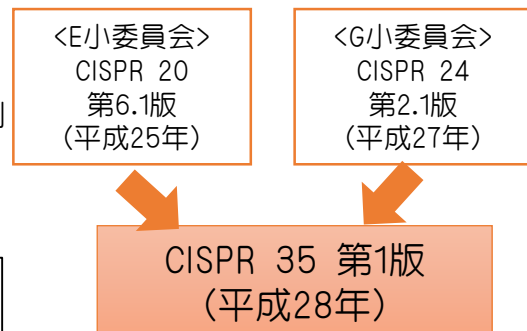 <E小委員会>
CISPR 20
第6.1版
(平成25年)
<G小委員会>
CISPR 24
第2.1版
(平成27年)
CISPR 35 第1版
(平成28年)